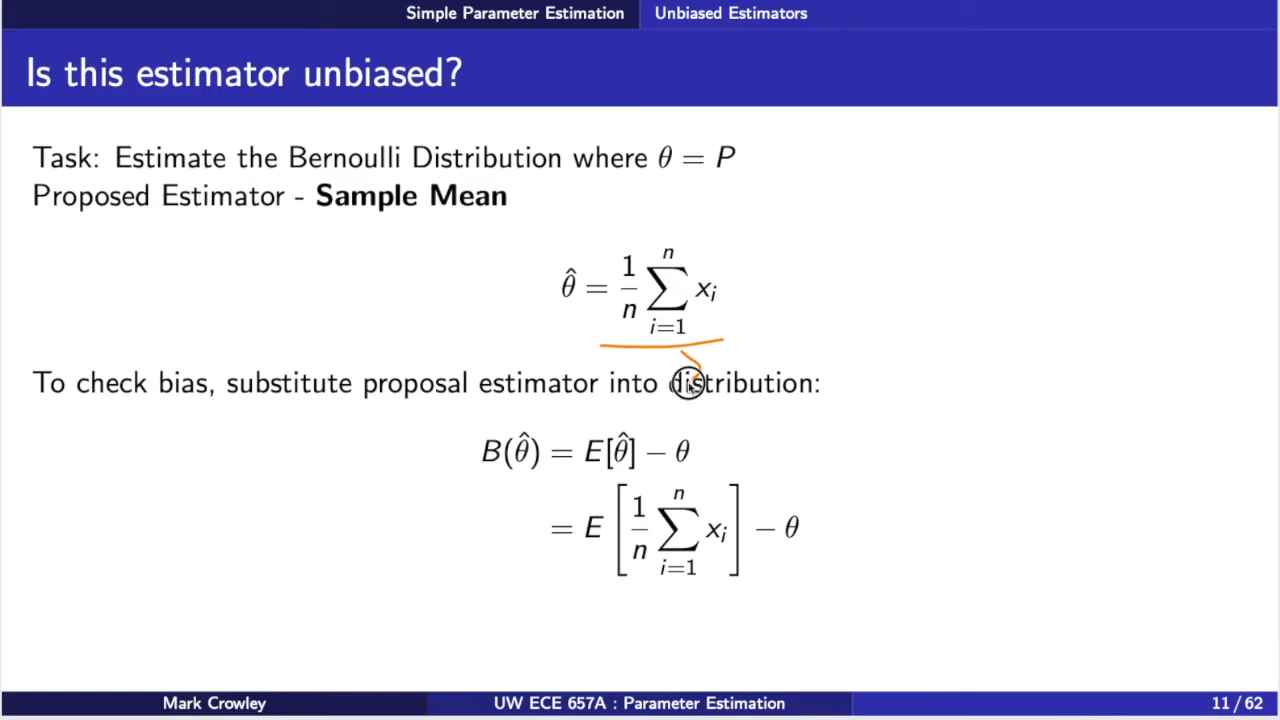 Simple Parameter Estimation Unbiased Estimators
Is this estimator unbiased?
Task: Estimate the Bernoulli Distribution where θ = P
Proposed Estimator - Sample Mean
θ̂ = 1/n ∑_{i=1}^{n} x_i
To check bias, substitute proposal estimator into distribution:
B(θ̂) = E[θ̂] − θ
= E [ 1/n ∑_{i=1}^{n} x_i ] − θ
Mark Crowley UW ECE 657A : Parameter Estimation 11 / 62